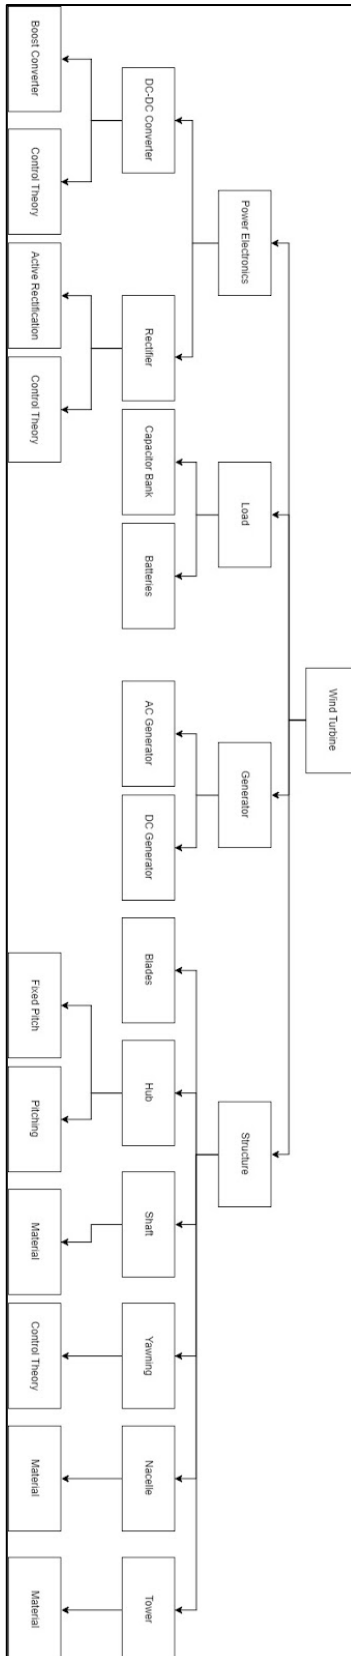 Wind Turbine
Power Electronics
Load
Generator
Structure
DC-DC Converter
Rectifier
Capacitor Bank
Batteries
AC Generator
DC Generator
Blades
Hub
Shaft
Yawning
Nacelle
Tower
Boost Converter
Control Theory
Active Rectification
Control Theory
Fixed Pitch
Pitching
Material
Control Theory
Material
Material